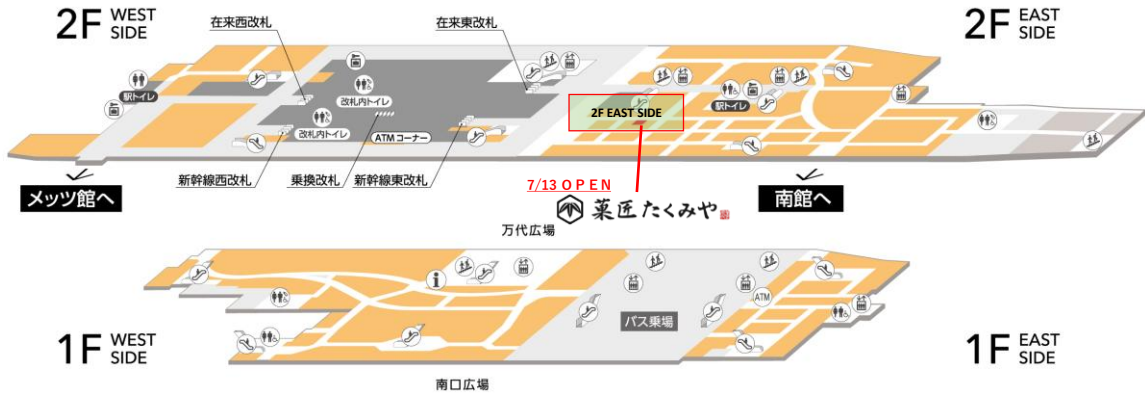 2F WEST SIDE
2F EAST SIDE
在来西改札
在来東改札
駅トイレ
改札内トイレ
改札内トイレ
ATMコーナー
2F EAST SIDE
駅トイレ
新幹線西改札
乗換改札
新幹線東改札
メッツ館へ
7/13 OPEN
菓匠たくみや
南館へ
万代広場
i
ATM
バス乗場
1F WEST SIDE
1F EAST SIDE
南口広場